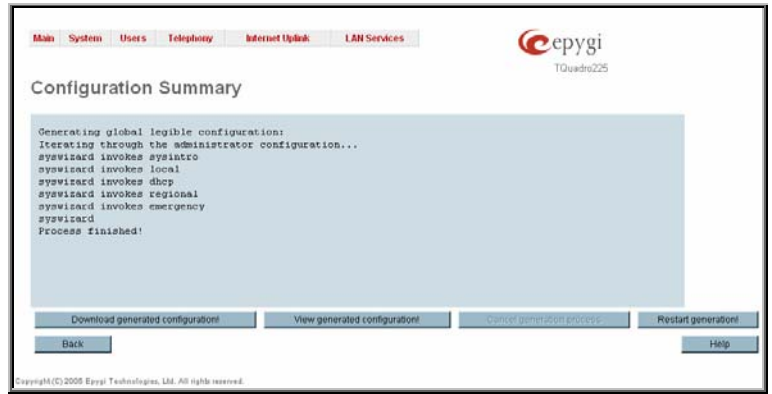 Main System Users Telephony Internet Uplink LAN Services
epygi
TQuadro225
Configuration Summary
Generating global legible configuration:
Iterating through the administrator configuration...
syswizard invokes sysintro
syswizard invokes local
syswizard invokes dhcp
syswizard invokes regional
syswizard invokes emergency
syswizard
Process finished!
Download generated configuration! View generated configuration! Cancel generation process Restart generation!
Back Help
Copyright (C) 2005 Epygi Technologies, Ltd. All rights reserved.